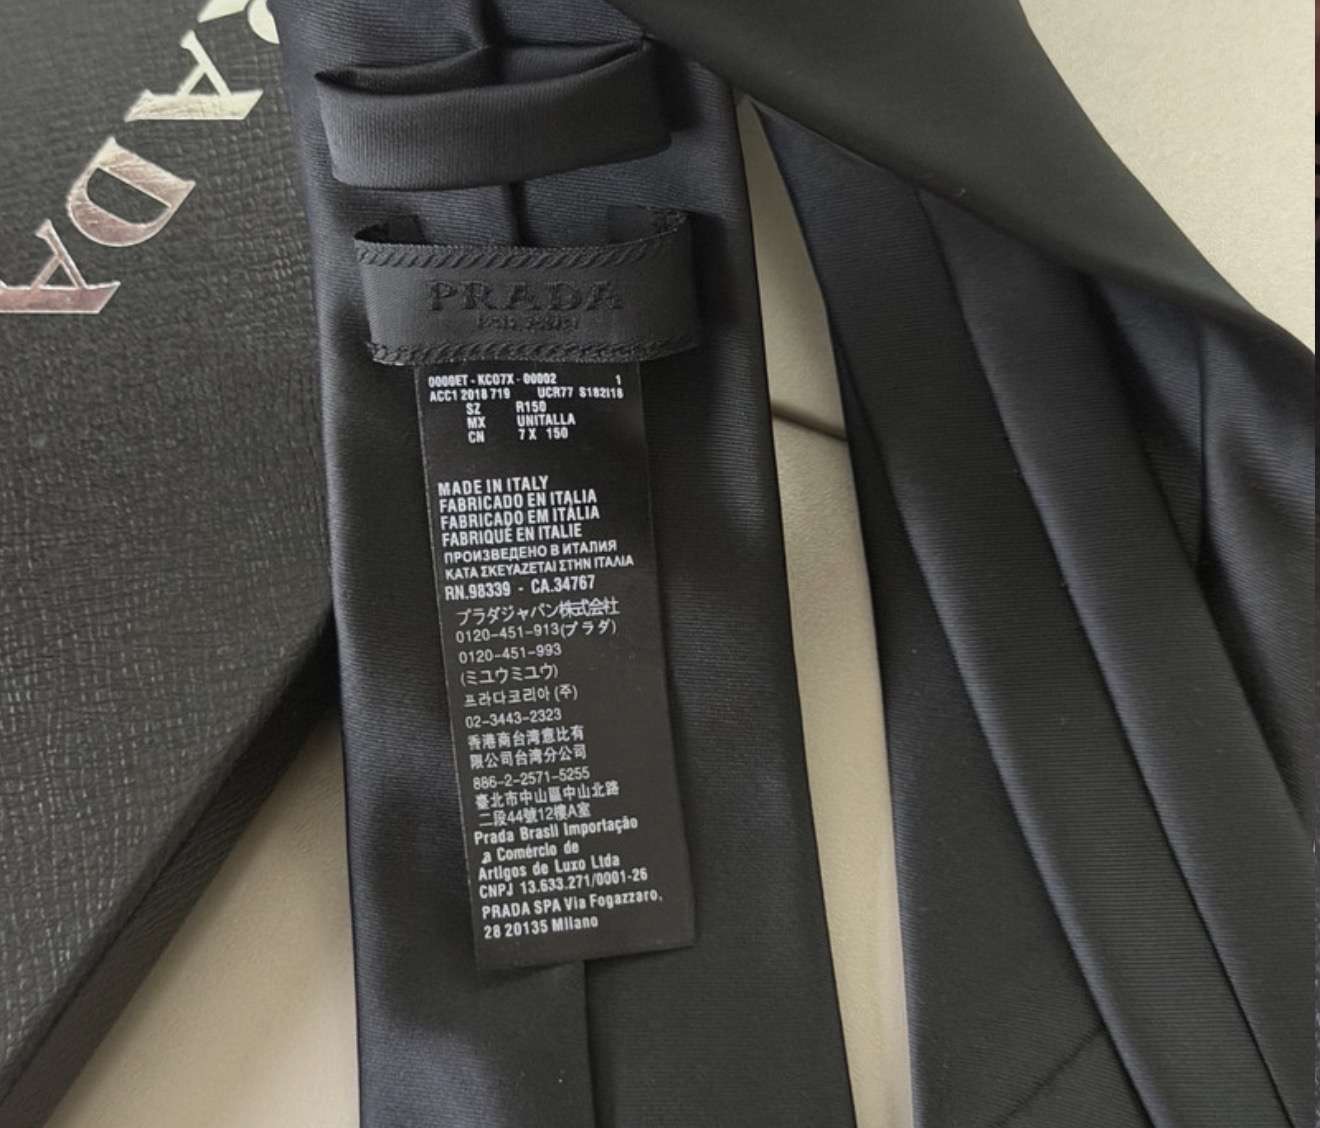 PRADA
PRADA
0000ET - KC07X - 00002 1
ACC1 2018 719 UCR77 S182I18
SZ R150
MX UNITALLA
CN 7 X 150
MADE IN ITALY
FABRICADO EN ITALIA
FABRICADO EM ITÀLIA
FABRIQUÉ EN ITALIE
ПРОИЗВЕДЕНО В ИТАЛИЯ
ΚΑΤΑ ΣΚΕΥΑΖΕΤΑΙ ΣΤΗΝ ΙΤΑΛΙΑ
RN.98339 - CA.34767
プラダジャパン株式会社
0120-451-913(プラダ)
0120-451-993
(ミユウミユウ)
프라다코리아 (주)
02-3443-2323
香港商台湾意比有
限公司台湾分公司
886-2-2571-5255
臺北市中山區中山北路
二段44號12樓A室
Prada Brasli Importação
a Comércio de
Artigos de Luxo Ltda
CNPJ 13.633.271/0001-26
PRADA SPA Via Fogazzaro,
28 20135 Milano